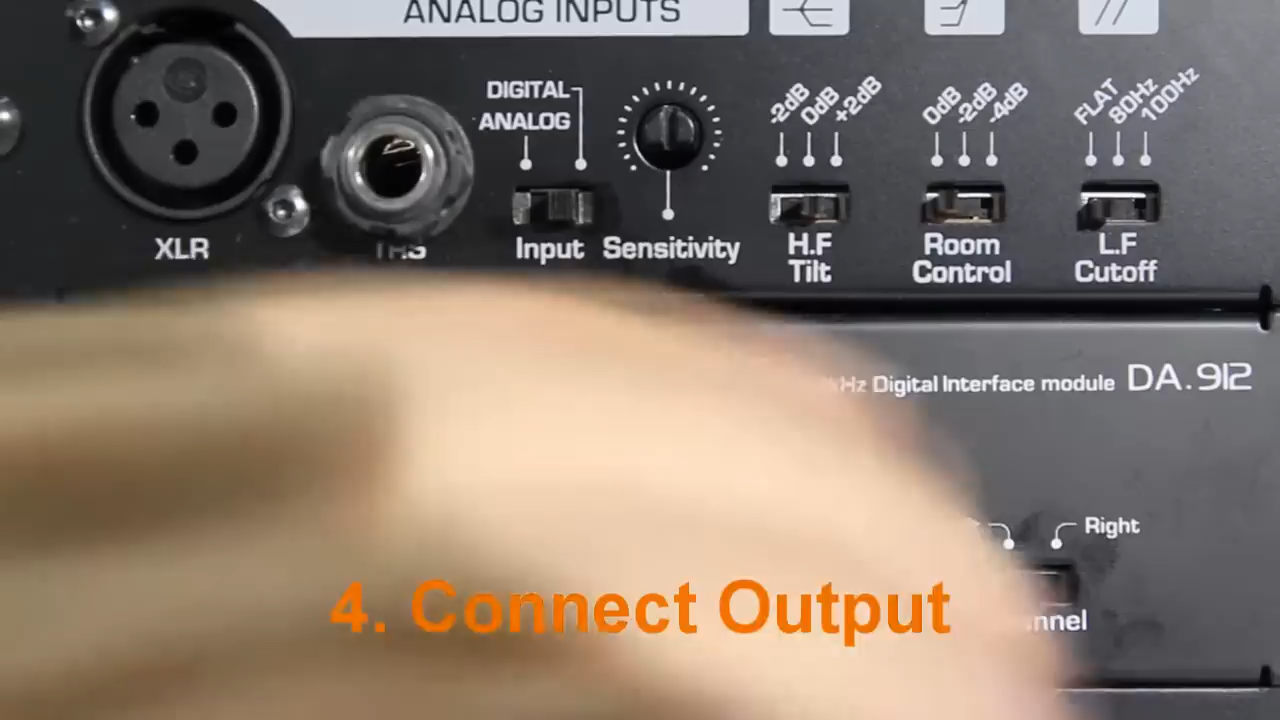 ANALOG INPUTS
DIGITAL
ANALOG
-2dB
0dB
+2dB
0dB
-2dB
-4dB
FLAT
80Hz
100Hz
XLR
TRS
Input
Sensitivity
H.F
Tilt
Room
Control
L.F
Cutoff
Digital Interface module DA.912
Right
4. Connect Output